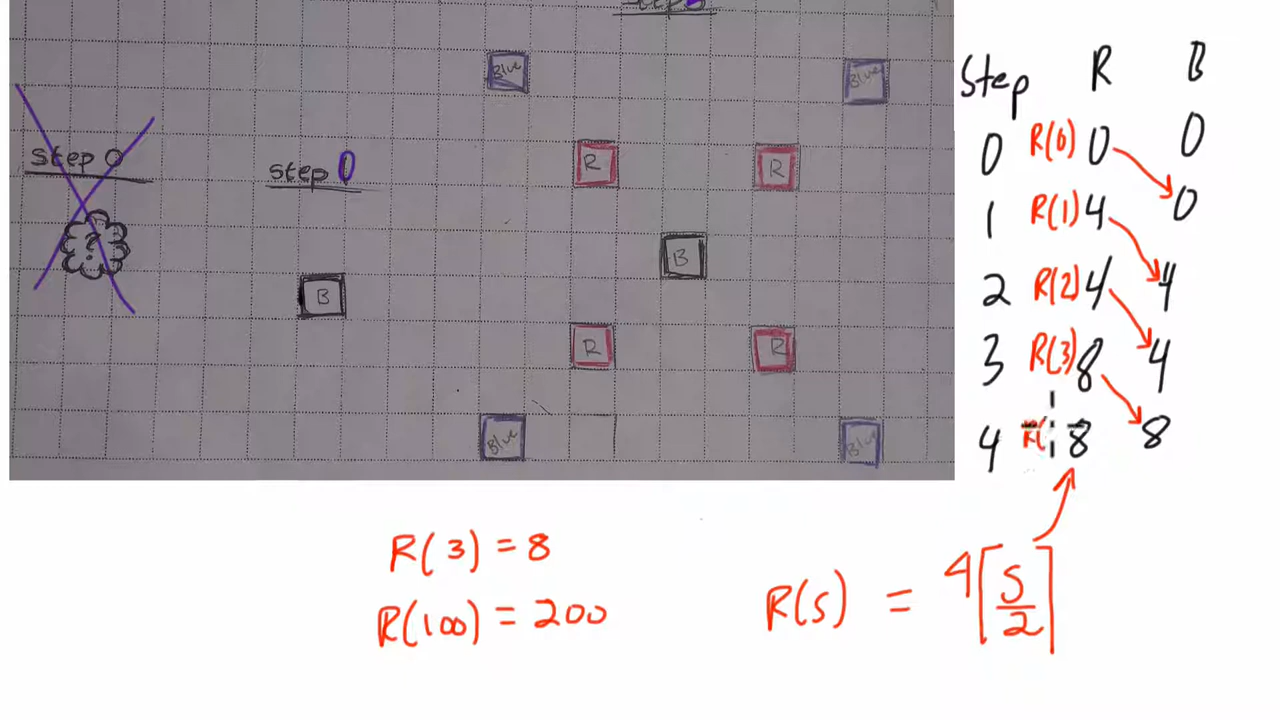 Step R B
0 R(0) 0 0
1 R(1) 4 0
2 R(2) 4 4
3 R(3) 8 4
4 R( 8 8
step
Blue Blue
step 0
?
step 0
B
R R
B
R R
Blue Blue
R(3) = 8
R(100) = 200
R(s) = 4⌈s/2⌉